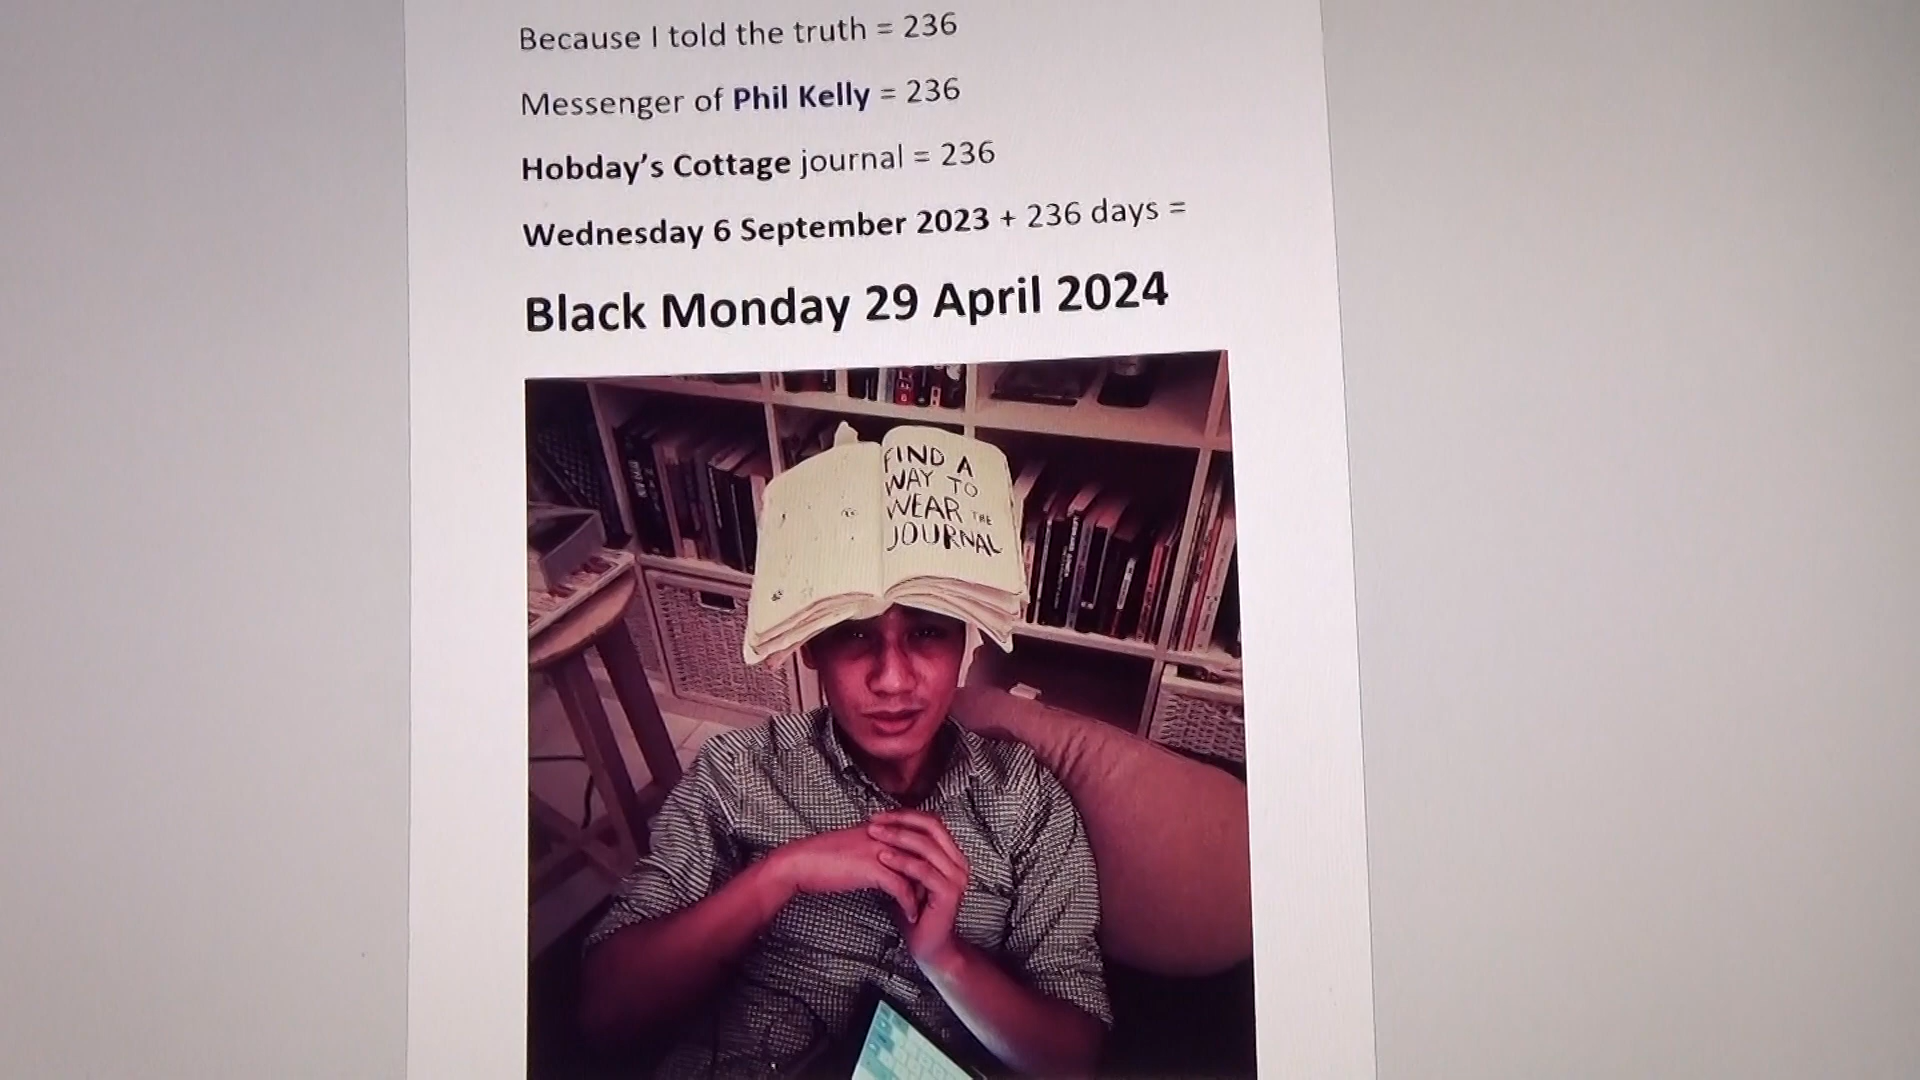 Because I told the truth = 236
Messenger of Phil Kelly = 236
Hobday's Cottage journal = 236
Wednesday 6 September 2023 + 236 days =
Black Monday 29 April 2024
FIND A
WAY TO
WEAR THE
JOURNAL